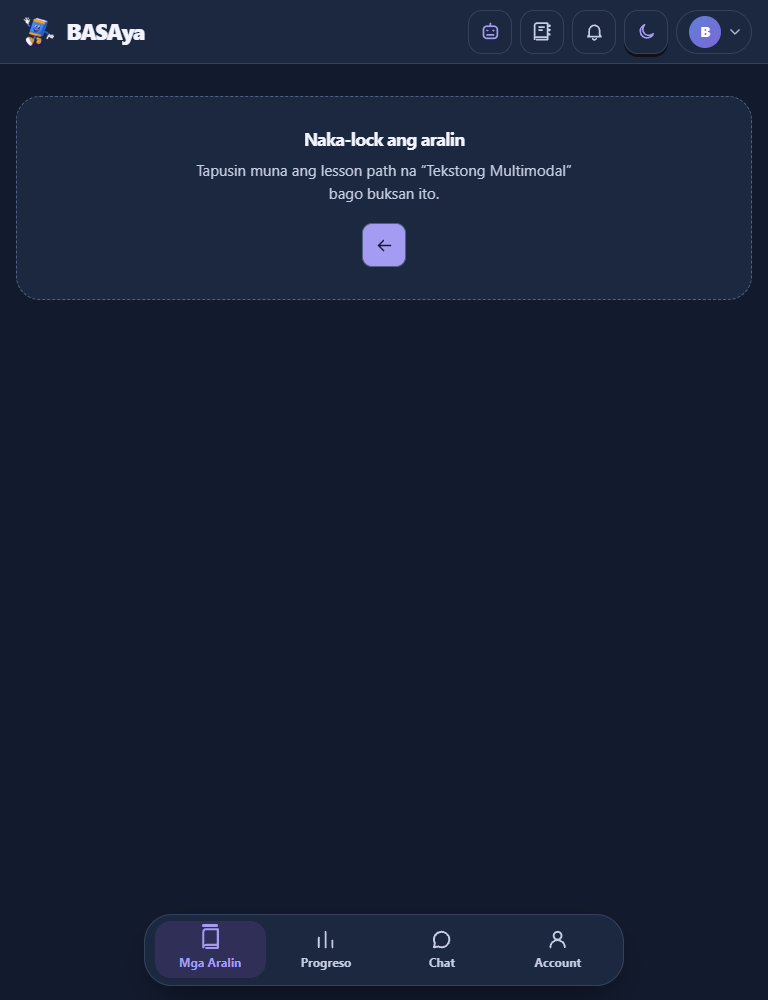 BASAya
B
Naka-lock ang aralin
Tapusin muna ang lesson path na “Tekstong Multimodal”
bago buksan ito.
Mga Aralin
Progreso
Chat
Account